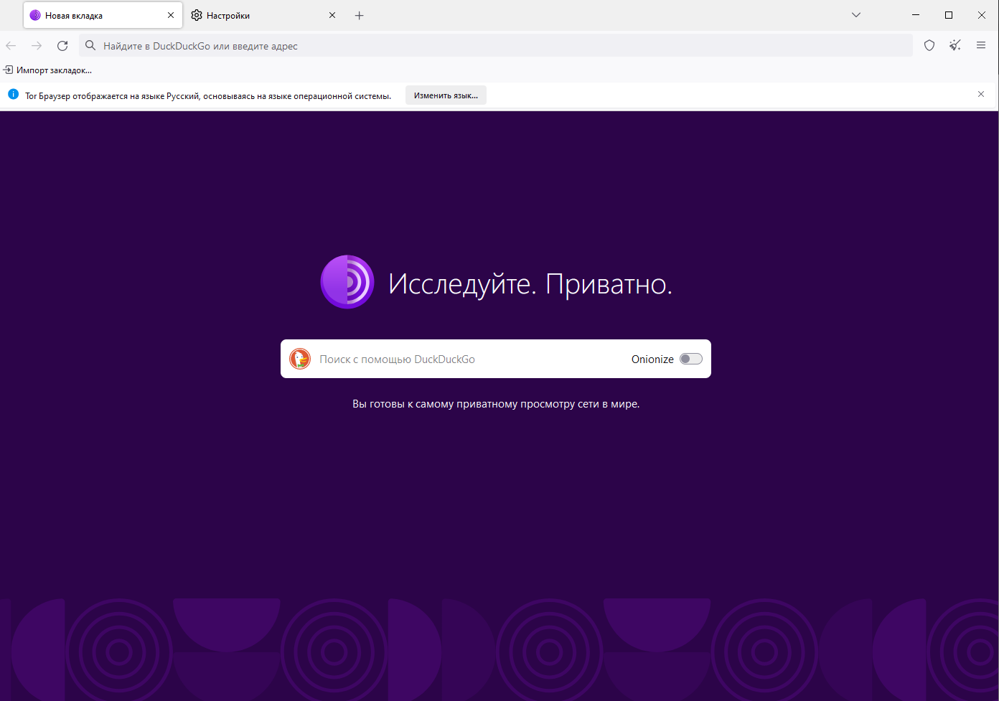 Новая вкладка
Настройки
Найдите в DuckDuckGo или введите адрес
Импорт закладок...
Tor Браузер отображается на языке Русский, основываясь на языке операционной системы.
Изменить язык...
Исследуйте. Приватно.
Поиск с помощью DuckDuckGo
Onionize
Вы готовы к самому приватному просмотру сети в мире.